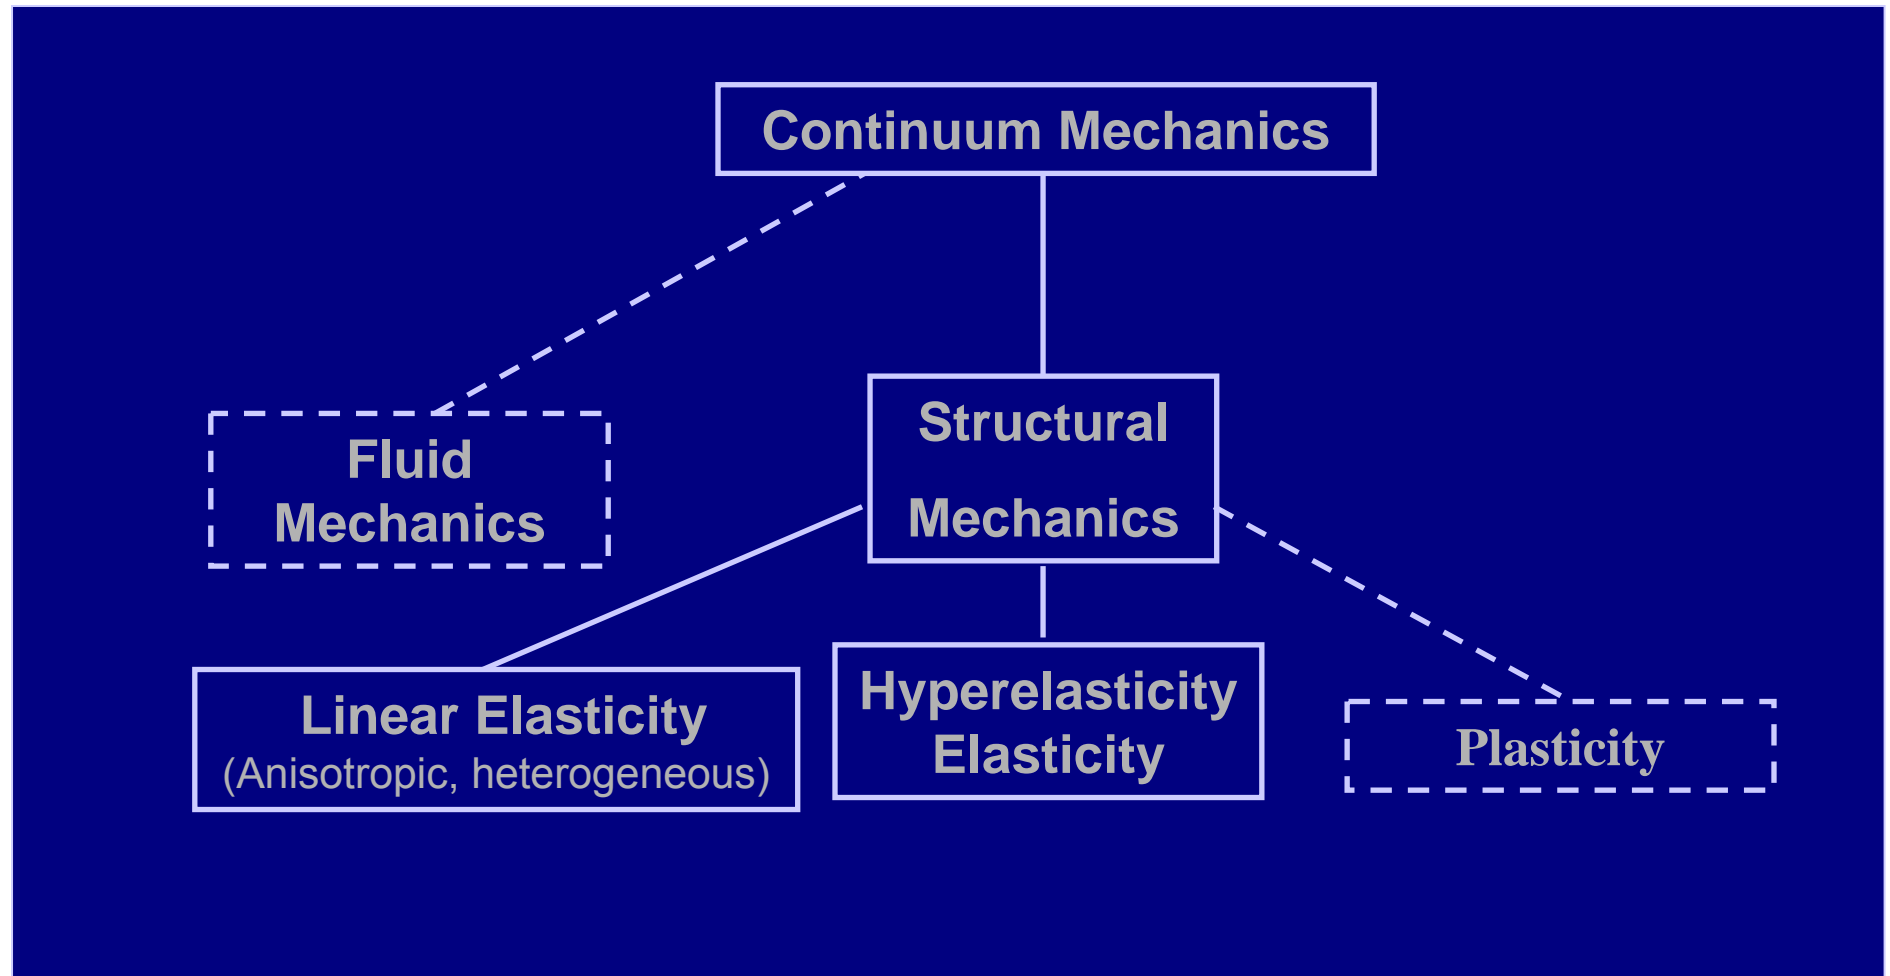 Continuum Mechanics
Fluid
Mechanics
Structural
Mechanics
Linear Elasticity
(Anisotropic, heterogeneous)
Hyperelasticity
Elasticity
Plasticity